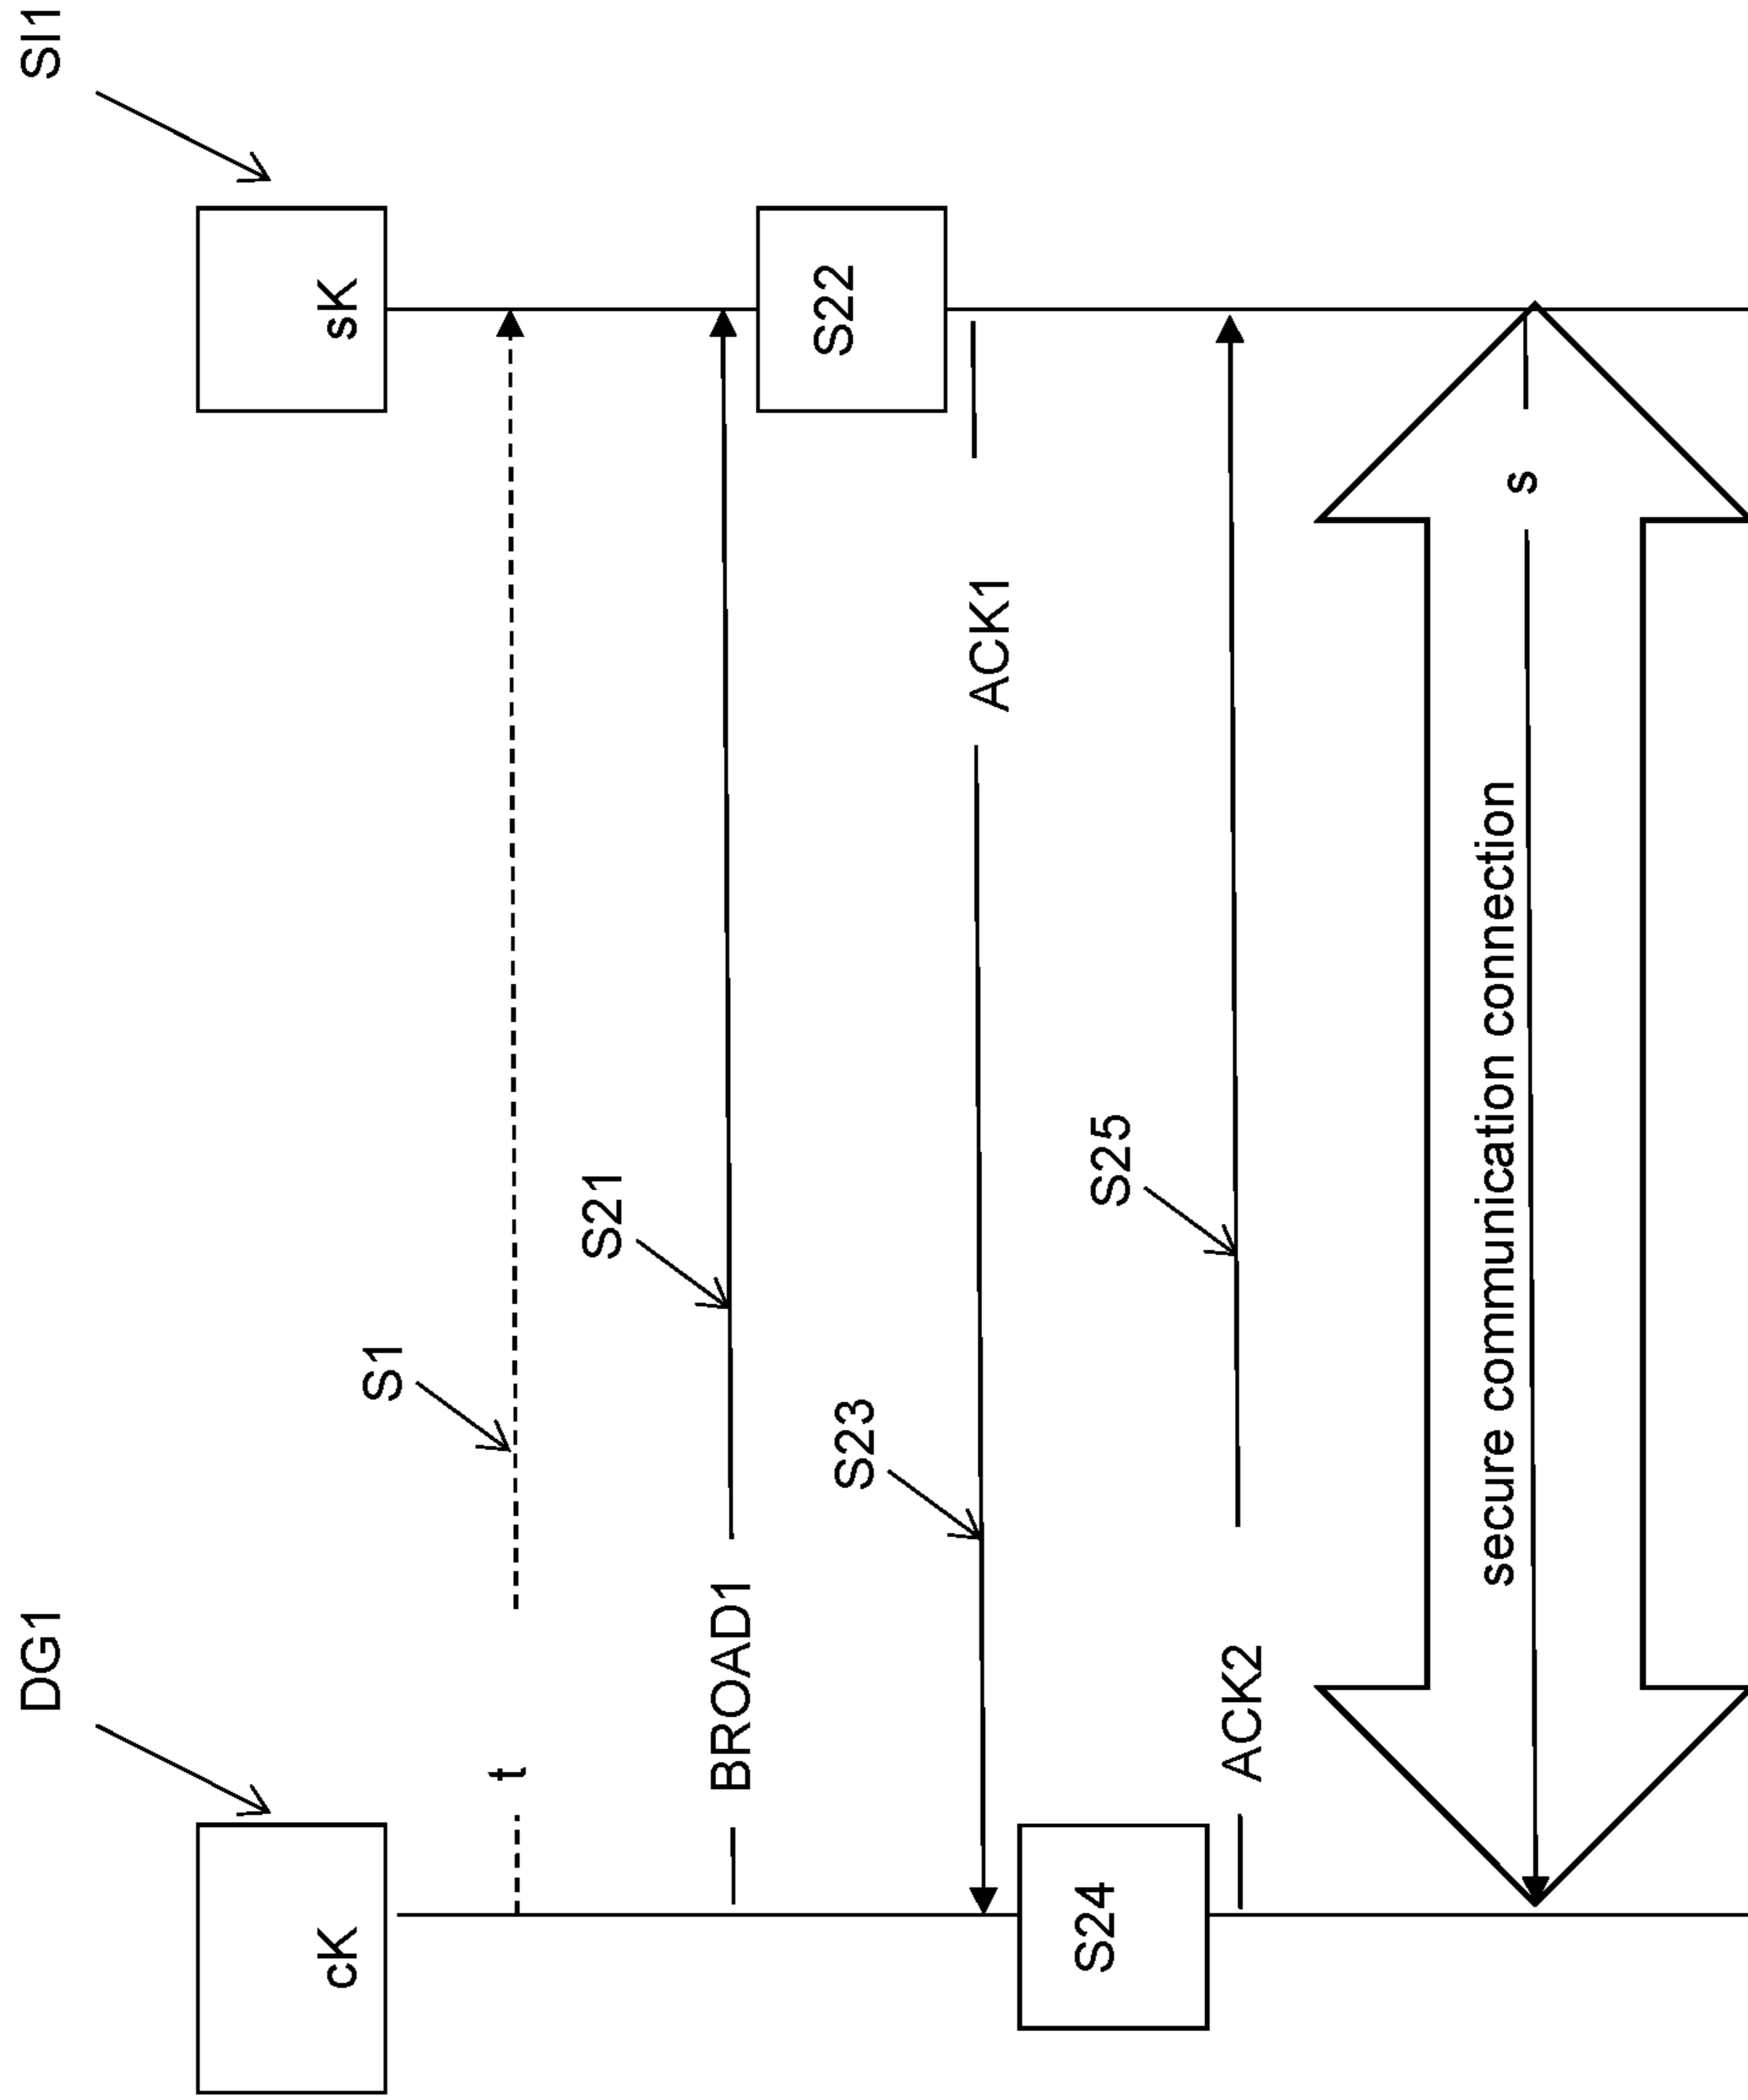 DG1
SI1
cK
sK
S1
t
S21
BROAD1
S22
S23
ACK1
S24
S25
ACK2
secure communication connection
s